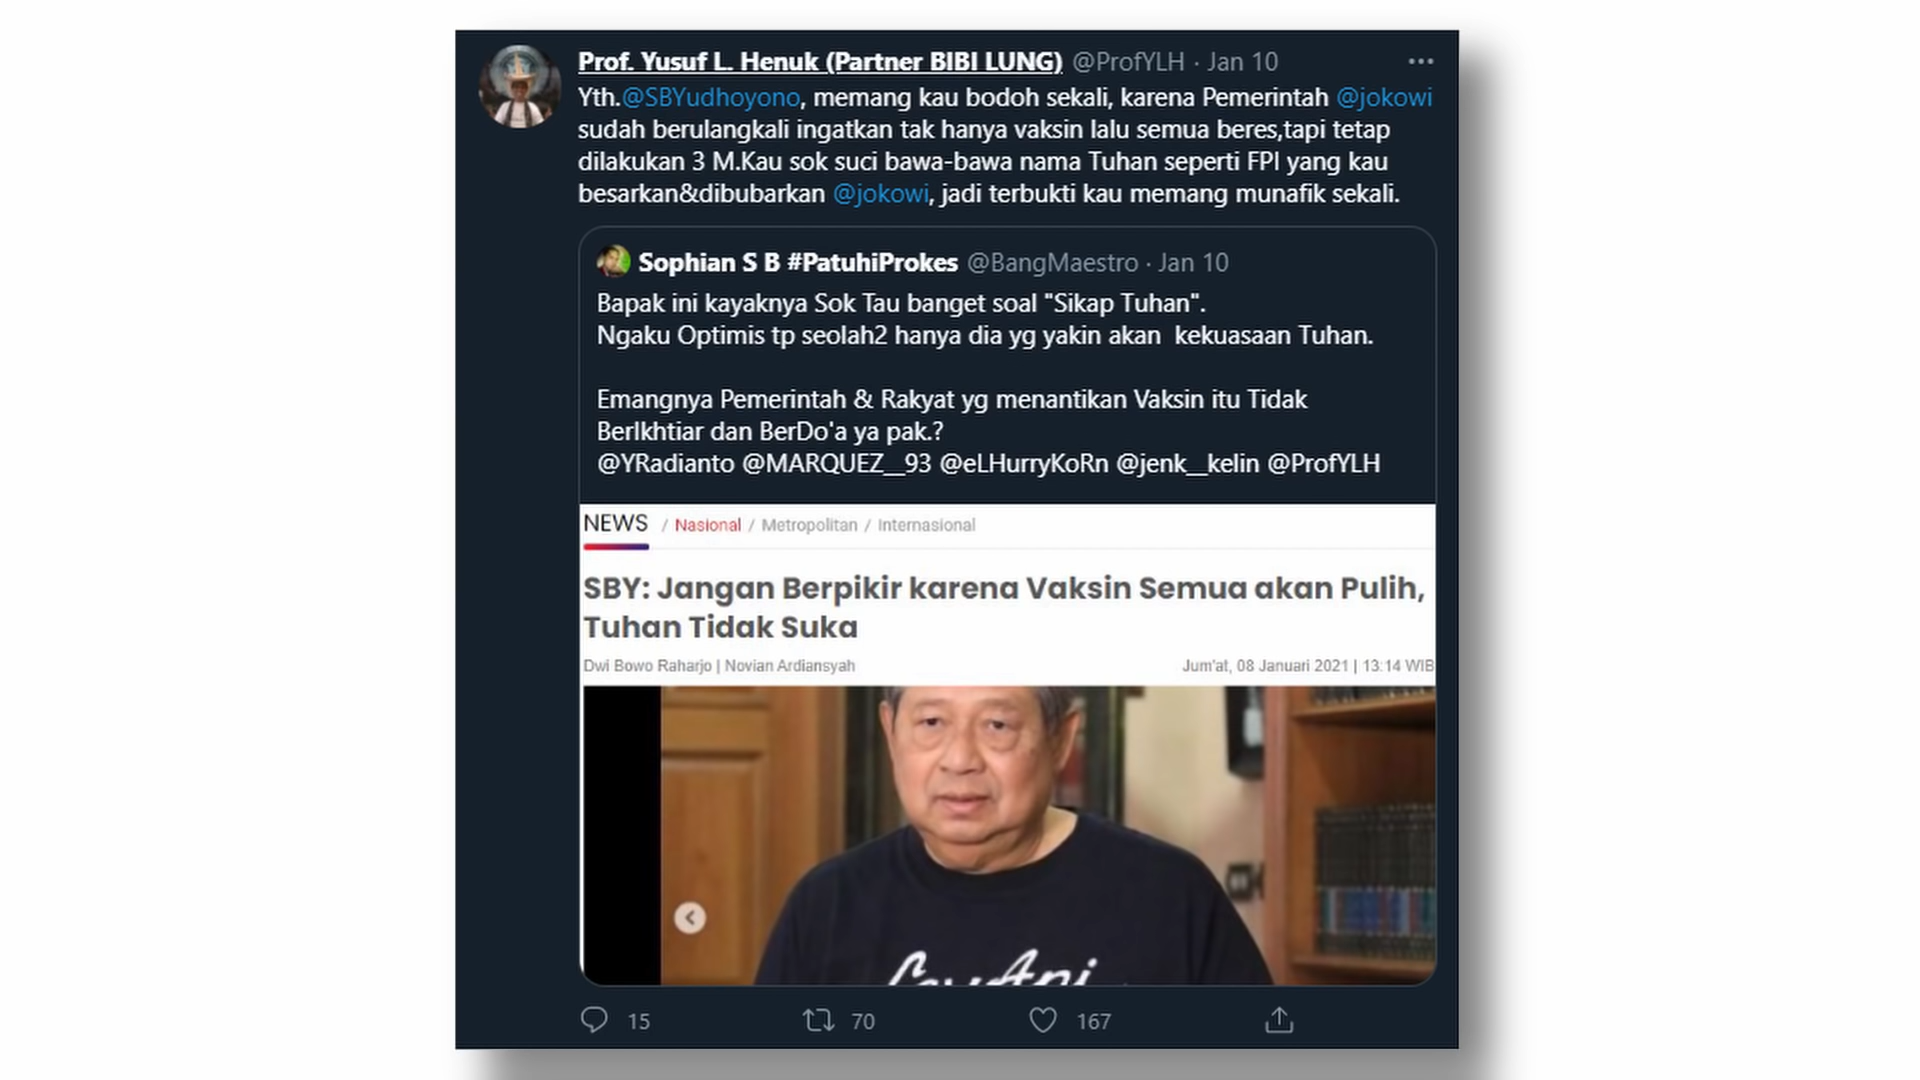 Prof. Yusuf L. Henuk (Partner BIBI LUNG) @ProfYLH · Jan 10
Yth.@SBYudhoyono, memang kau bodoh sekali, karena Pemerintah @jokowi
sudah berulangkali ingatkan tak hanya vaksin lalu semua beres,tapi tetap
dilakukan 3 M.Kau sok suci bawa-bawa nama Tuhan seperti FPI yang kau
besarkan&dibubarkan @jokowi, jadi terbukti kau memang munafik sekali.
Sophian S B #PatuhiProkes @BangMaestro · Jan 10
Bapak ini kayaknya Sok Tau banget soal "Sikap Tuhan".
Ngaku Optimis tp seolah2 hanya dia yg yakin akan kekuasaan Tuhan.
Emangnya Pemerintah & Rakyat yg menantikan Vaksin itu Tidak
BerIkhtiar dan BerDo'a ya pak.?
@YRadianto @MARQUEZ__93 @eLHurryKoRn @jenk__kelin @ProfYLH
NEWS / Nasional / Metropolitan / Internasional
SBY: Jangan Berpikir karena Vaksin Semua akan Pulih,
Tuhan Tidak Suka
Dwi Bowo Raharjo | Novian Ardiansyah Jum'at, 08 Januari 2021 | 13:14 WIB
15 70 167